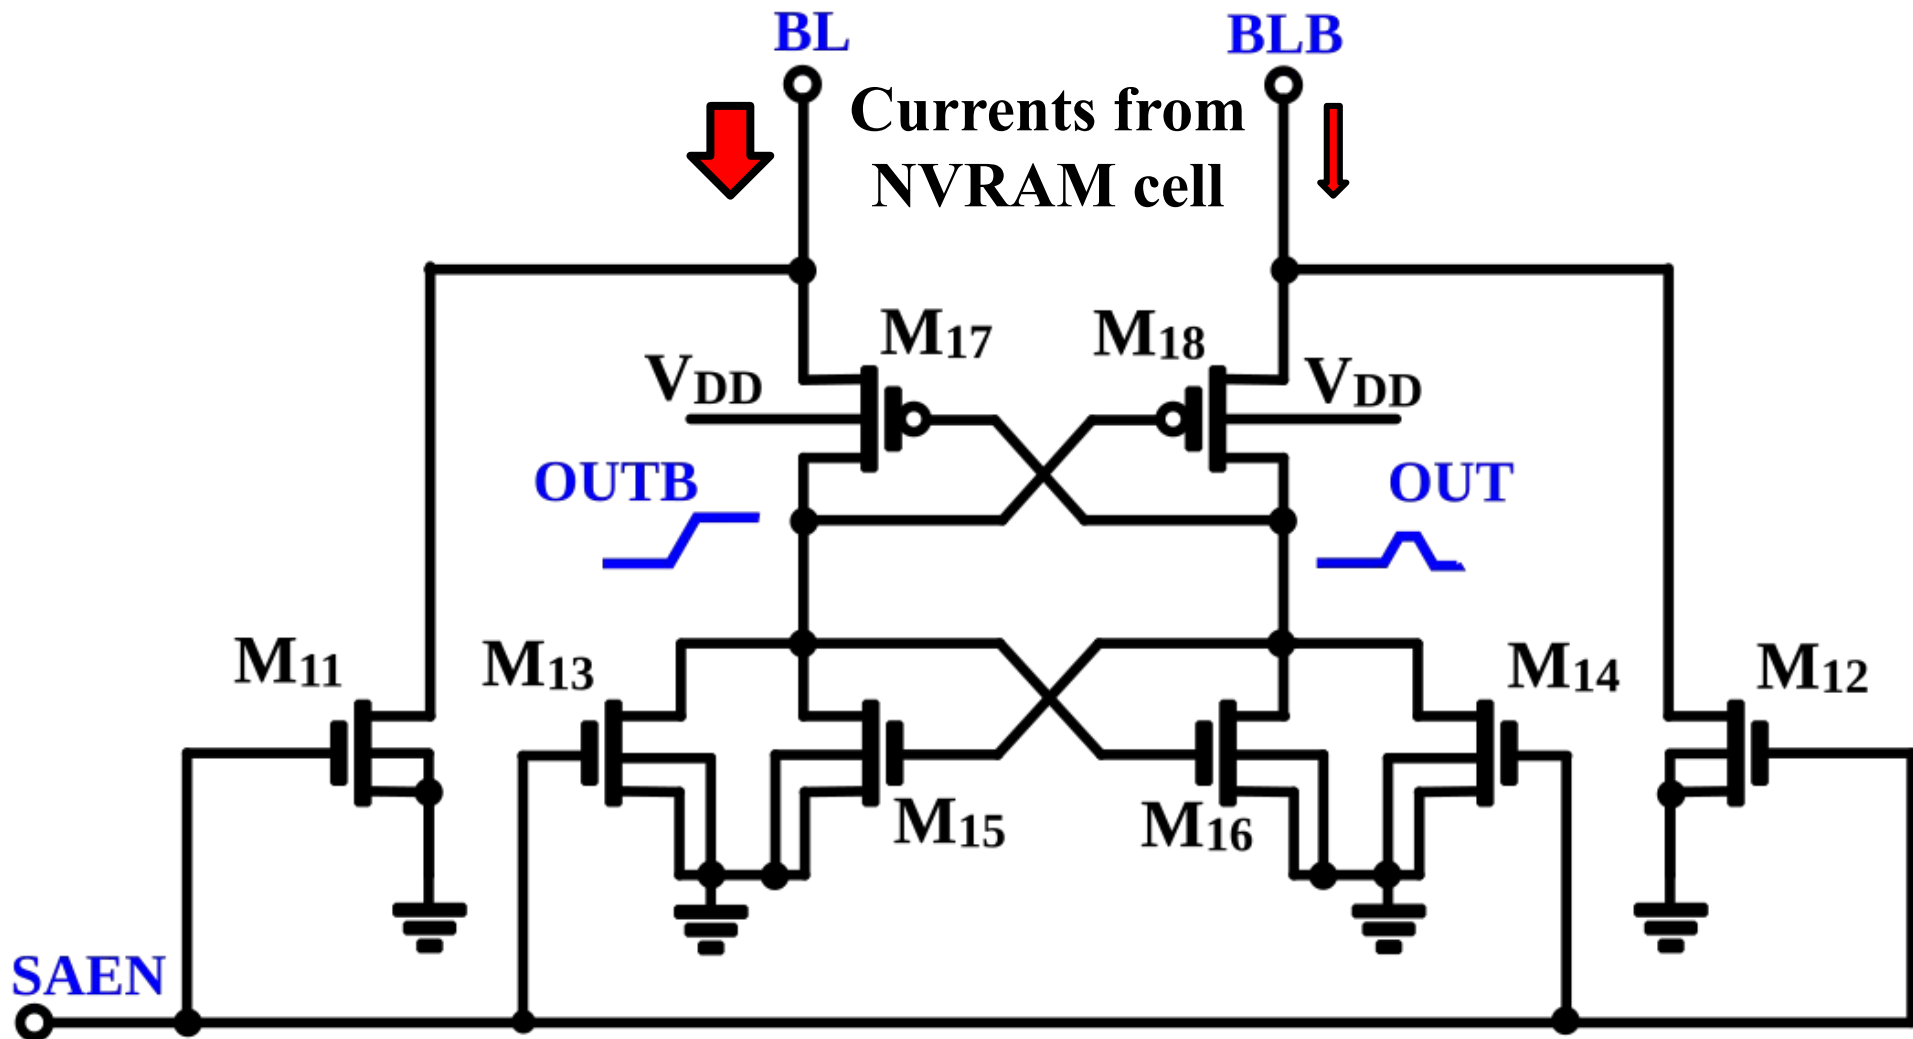 BL
BLB
Currents from
NVRAM cell
M17
M18
VDD
VDD
OUTB
OUT
M11
M13
M14
M12
M15
M16
SAEN